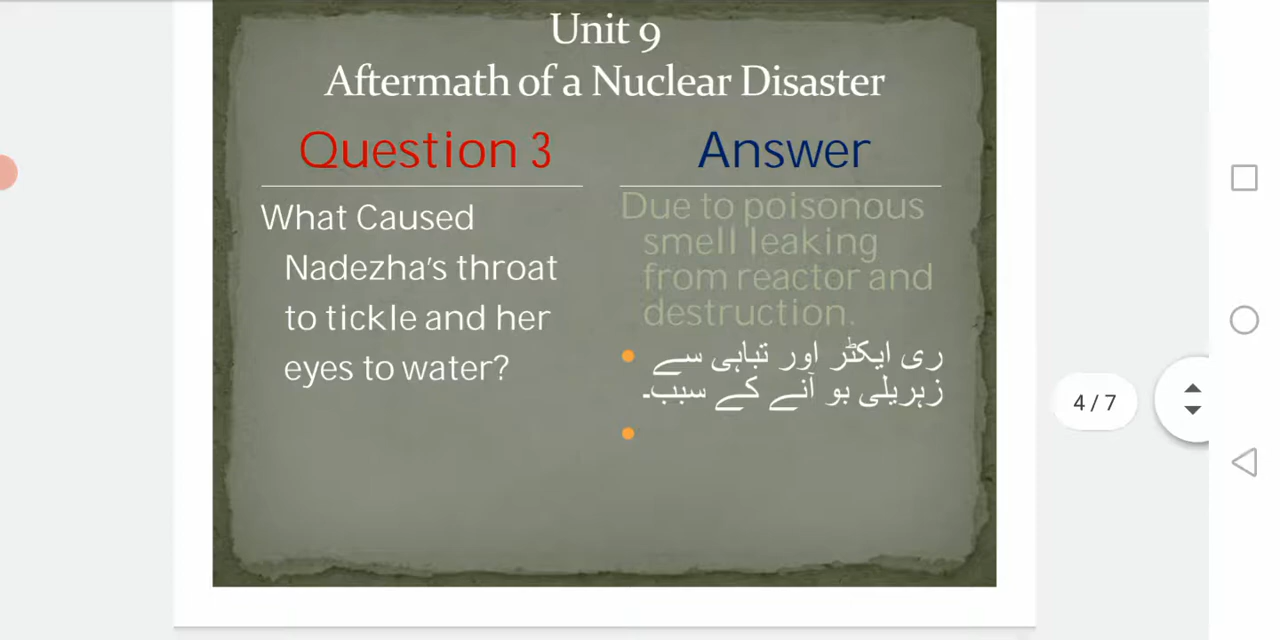 Unit 9
Aftermath of a Nuclear Disaster
Question 3
What Caused
Nadezha's throat
to tickle and her
eyes to water?
Answer
Due to poisonous
smell leaking
from reactor and
destruction.
ری ایکٹر اور تباہی سے
زہریلی بو آنے کے سبب۔
4 / 7